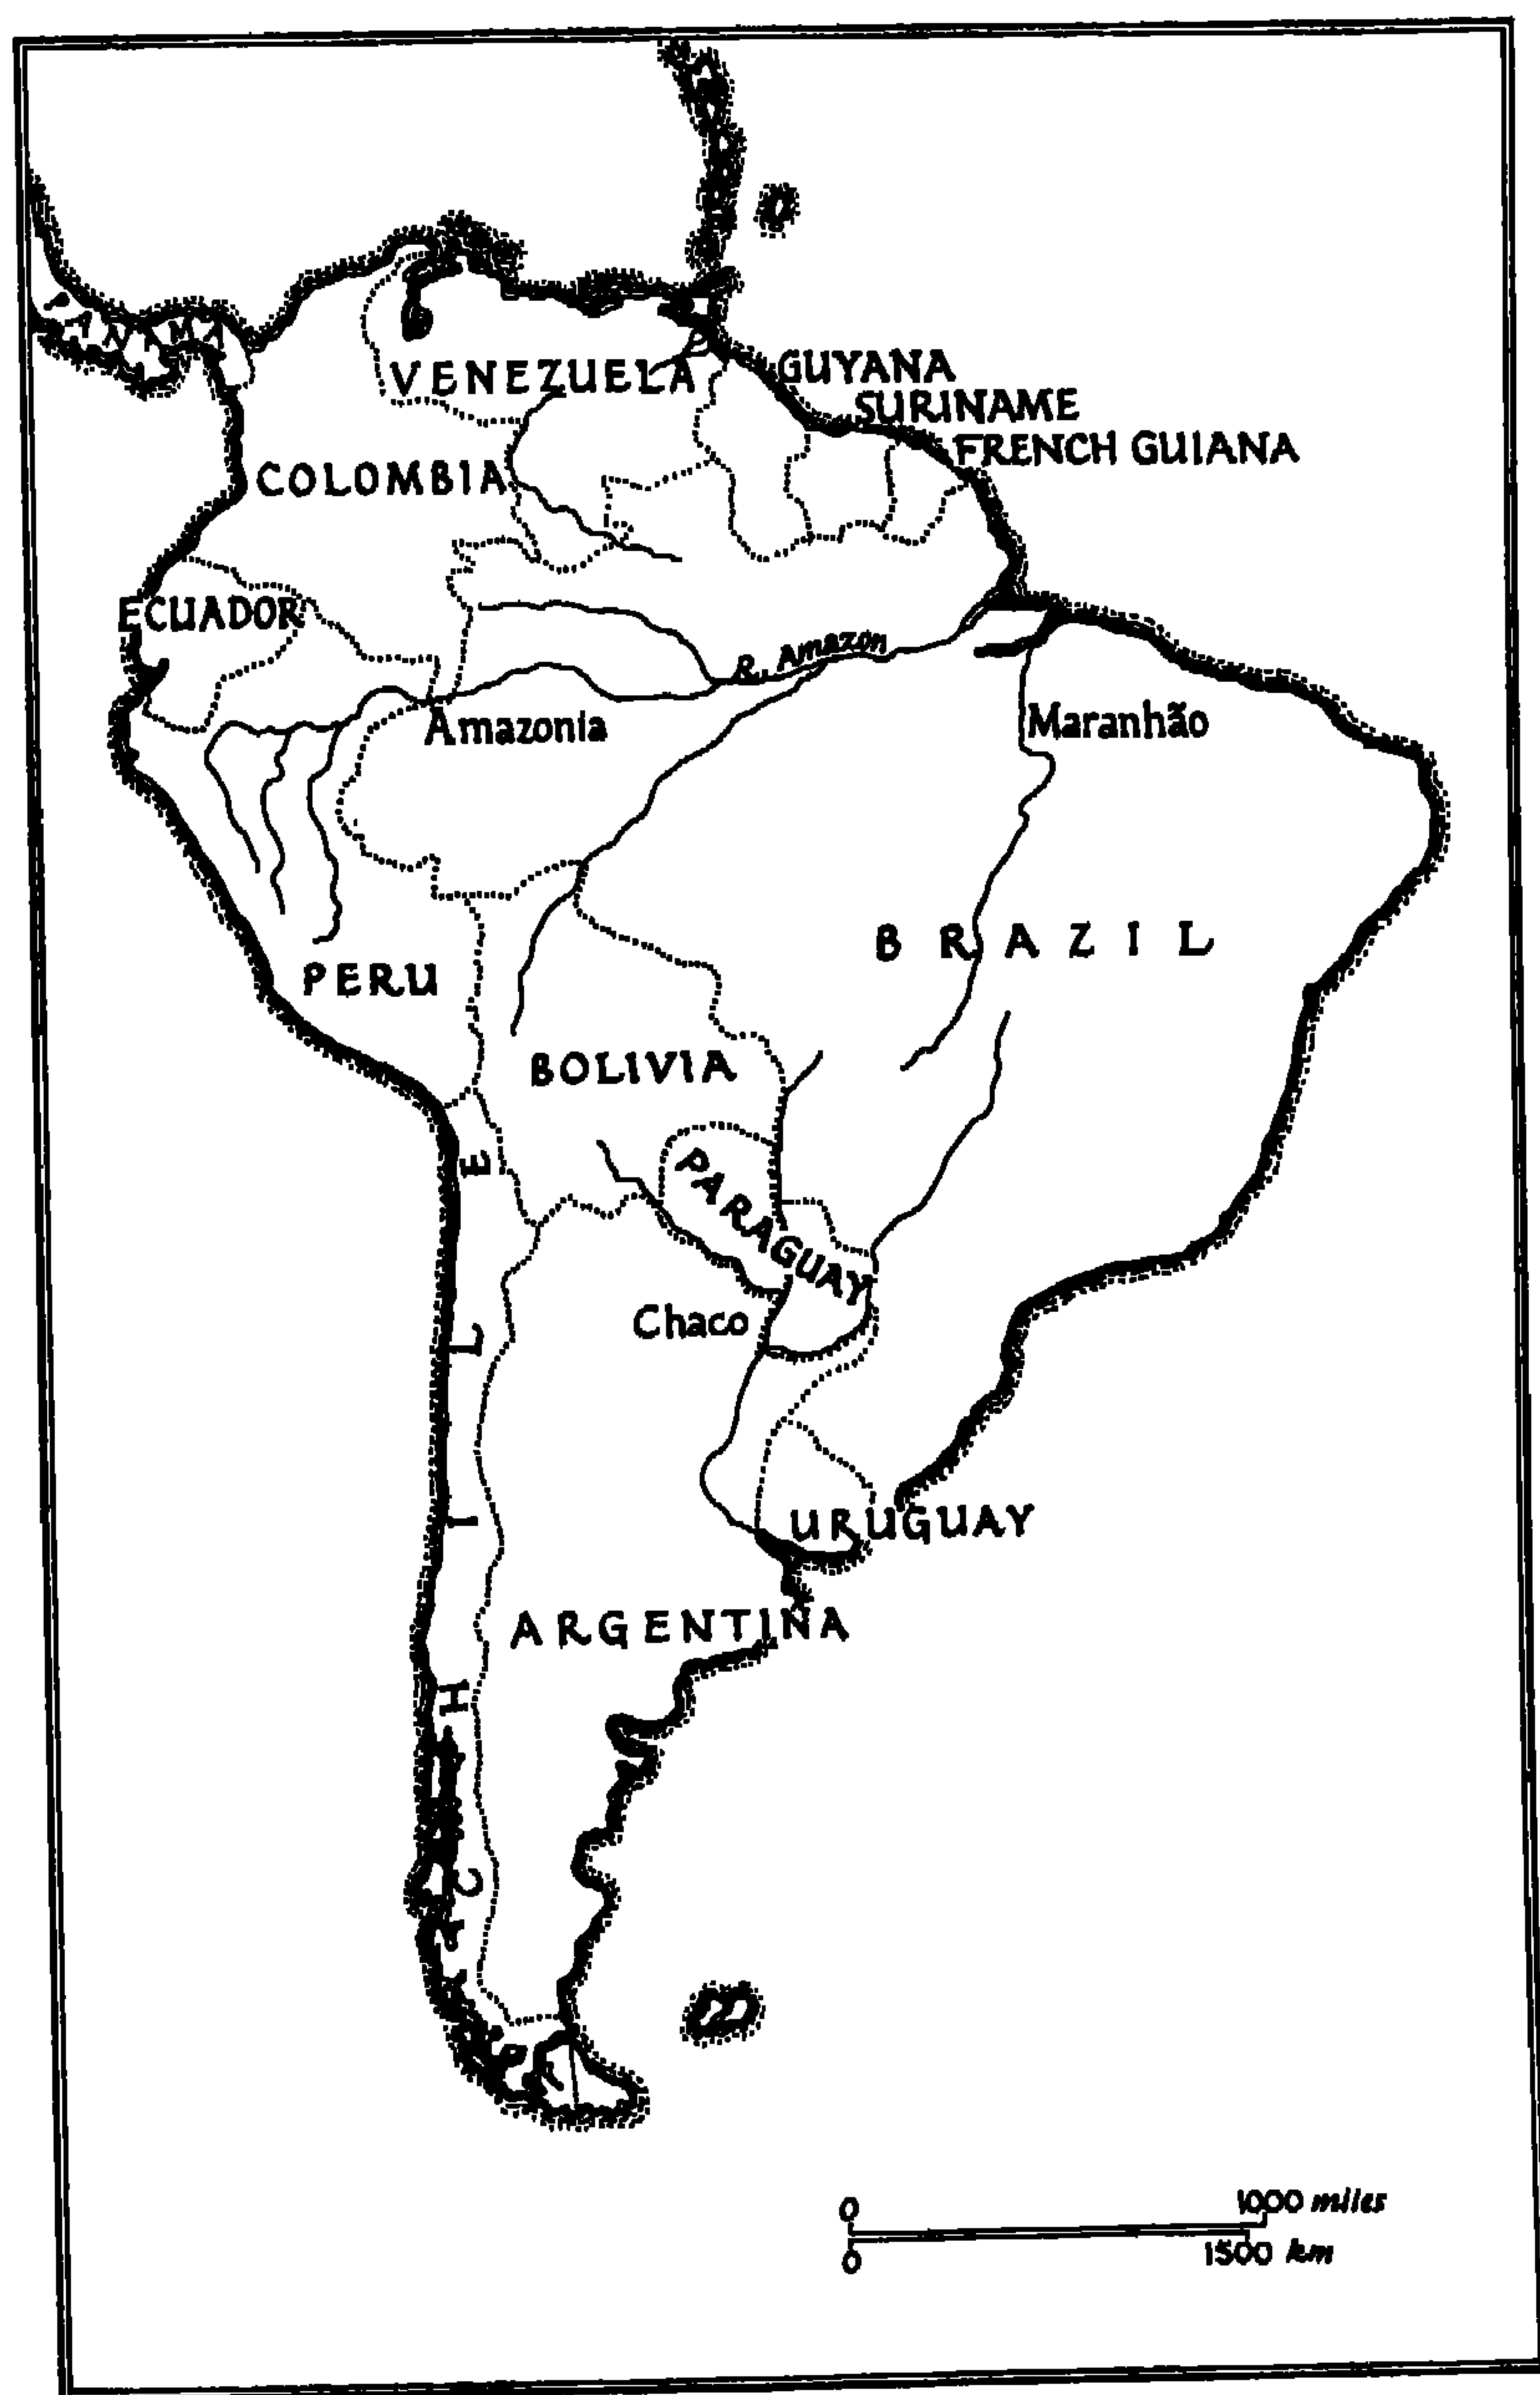 PANAMA
VENEZUELA
GUYANA
SURINAME
FRENCH GUIANA
COLOMBIA
ECUADOR
R. Amazon
Amazonia
Maranhão
BRAZIL
PERU
BOLIVIA
PARAGUAY
Chaco
CHILE
URUGUAY
ARGENTINA
0 1000 miles
0 1500 km